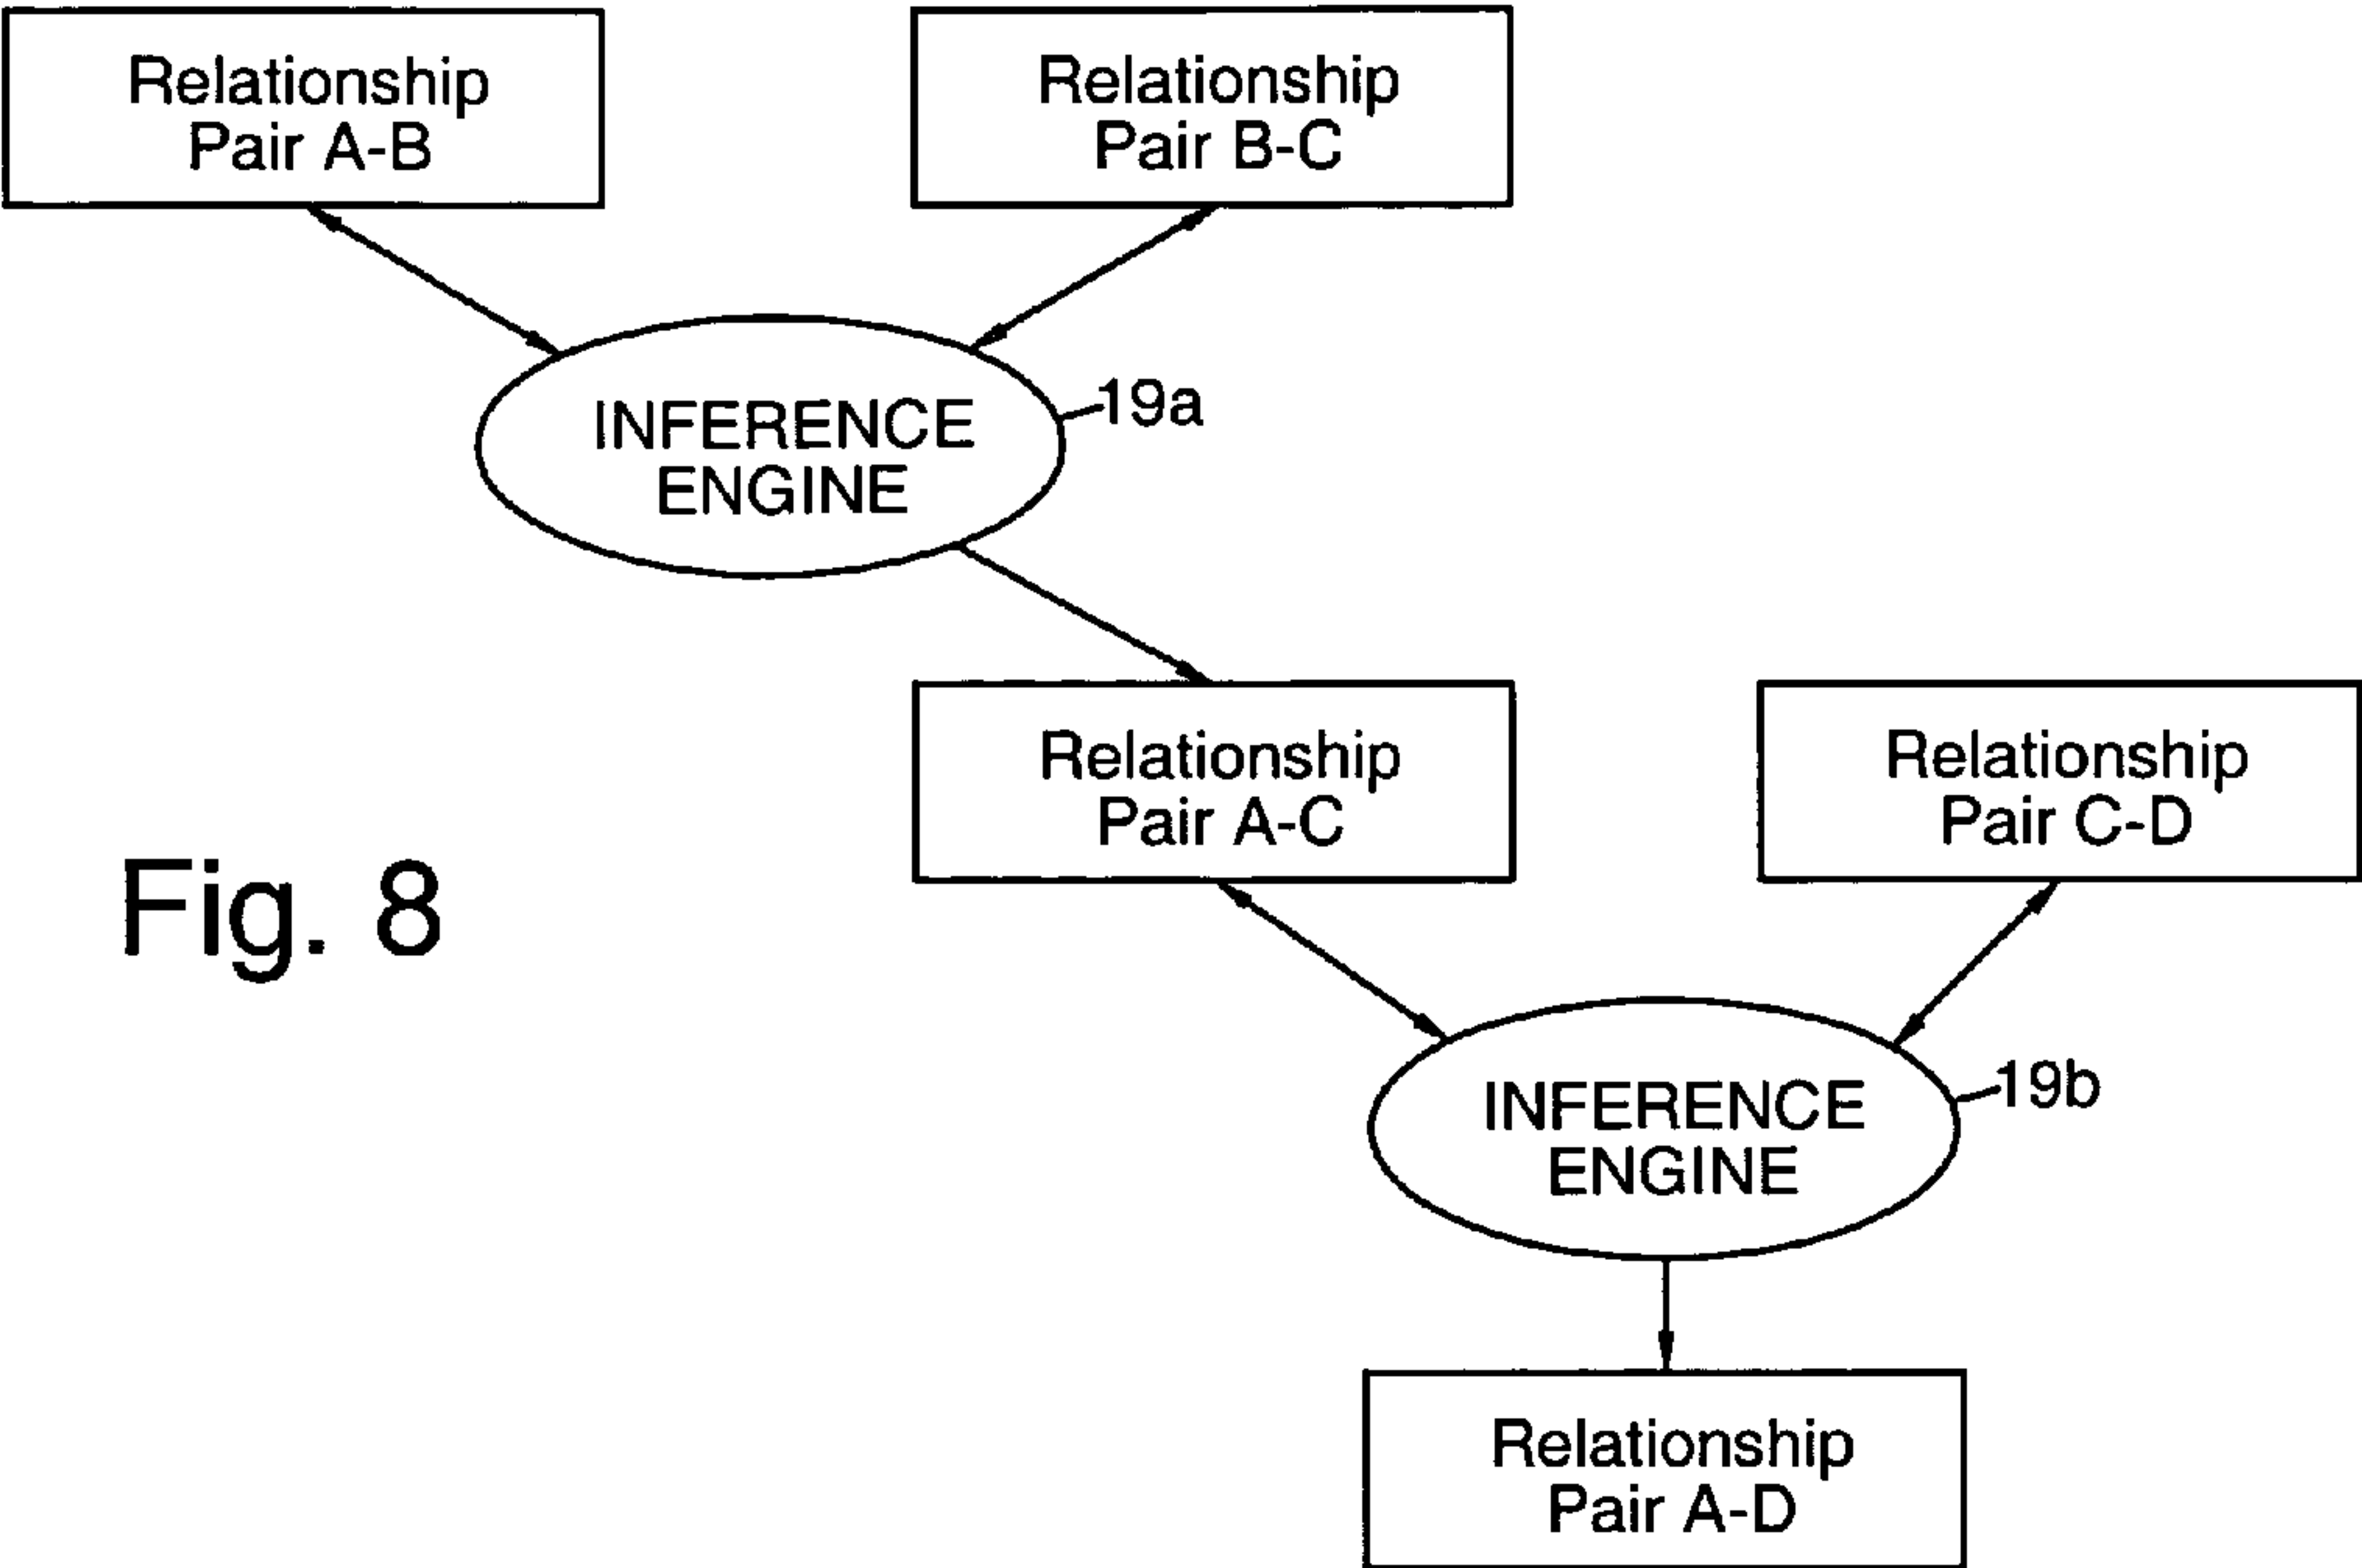 Relationship
Pair A-B
Relationship
Pair B-C
INFERENCE
ENGINE
19a
Relationship
Pair A-C
Relationship
Pair C-D
Fig. 8
INFERENCE
ENGINE
19b
Relationship
Pair A-D